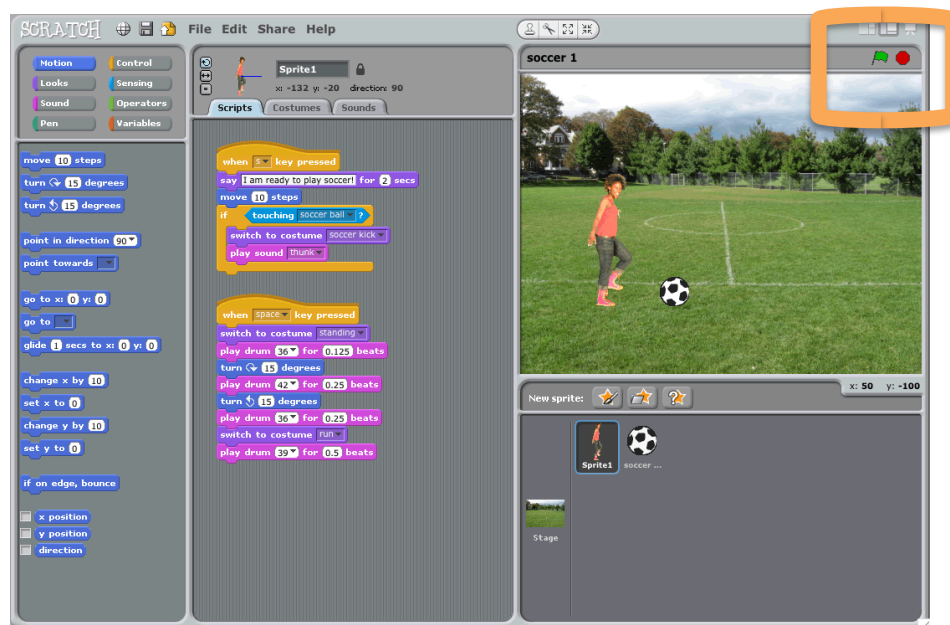 SCRATCH File Edit Share Help
Motion Control
Looks Sensing
Sound Operators
Pen Variables
move 10 steps
turn 15 degrees
turn 15 degrees
point in direction 90
point towards
go to x: 0 y: 0
go to
glide 1 secs to x: 0 y: 0
change x by 10
set x to 0
change y by 10
set y to 0
if on edge, bounce
x position
y position
direction
Sprite1
x: -132 y: -20 direction: 90
Scripts Costumes Sounds
when s key pressed
say I am ready to play soccer! for 2 secs
move 10 steps
if touching soccer ball ?
switch to costume soccer kick
play sound thunk
when space key pressed
switch to costume standing
play drum 36 for 0.125 beats
turn 15 degrees
play drum 42 for 0.25 beats
turn 15 degrees
play drum 36 for 0.25 beats
switch to costume run
play drum 39 for 0.5 beats
soccer 1
x: 50 y: -100
New sprite:
Sprite1 soccer ...
Stage